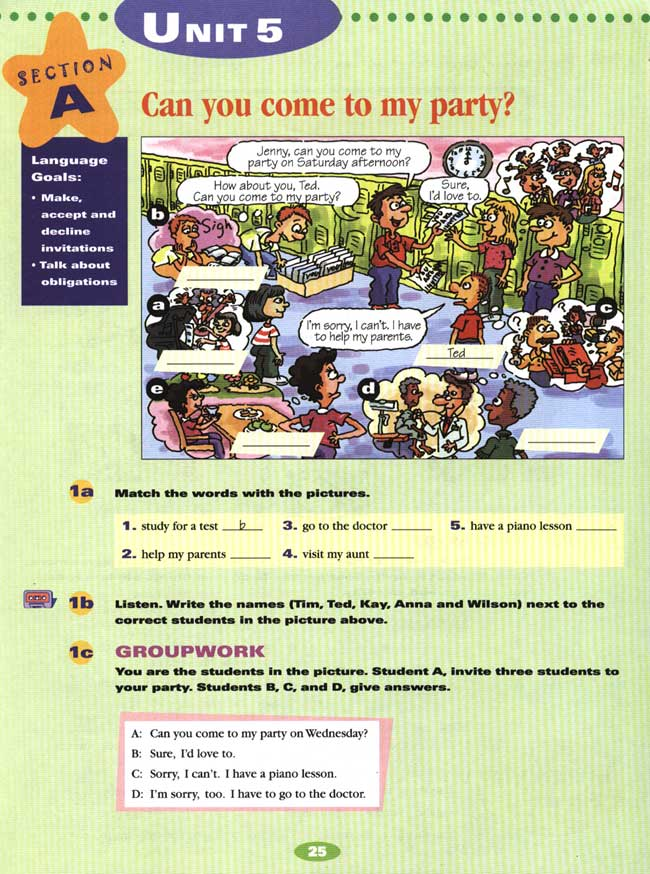 UNIT 5
SECTION
A
Can you come to my party?
Language
Goals:
• Make,
accept and
decline
invitations
• Talk about
obligations
Jenny, can you come to my
party on Saturday afternoon?
How about you, Ted.
Can you come to my party?
Sure,
I'd love to.
b
Sigh
a
c
I'm sorry, I can't. I have
to help my parents.
Ted
e
d
1a Match the words with the pictures.
1. study for a test b 3. go to the doctor 5. have a piano lesson
2. help my parents 4. visit my aunt
1b Listen. Write the names (Tim, Ted, Kay, Anna and Wilson) next to the
correct students in the picture above.
1c GROUPWORK
You are the students in the picture. Student A, invite three students to
your party. Students B, C, and D, give answers.
A: Can you come to my party on Wednesday?
B: Sure, I'd love to.
C: Sorry, I can't. I have a piano lesson.
D: I'm sorry, too. I have to go to the doctor.
25